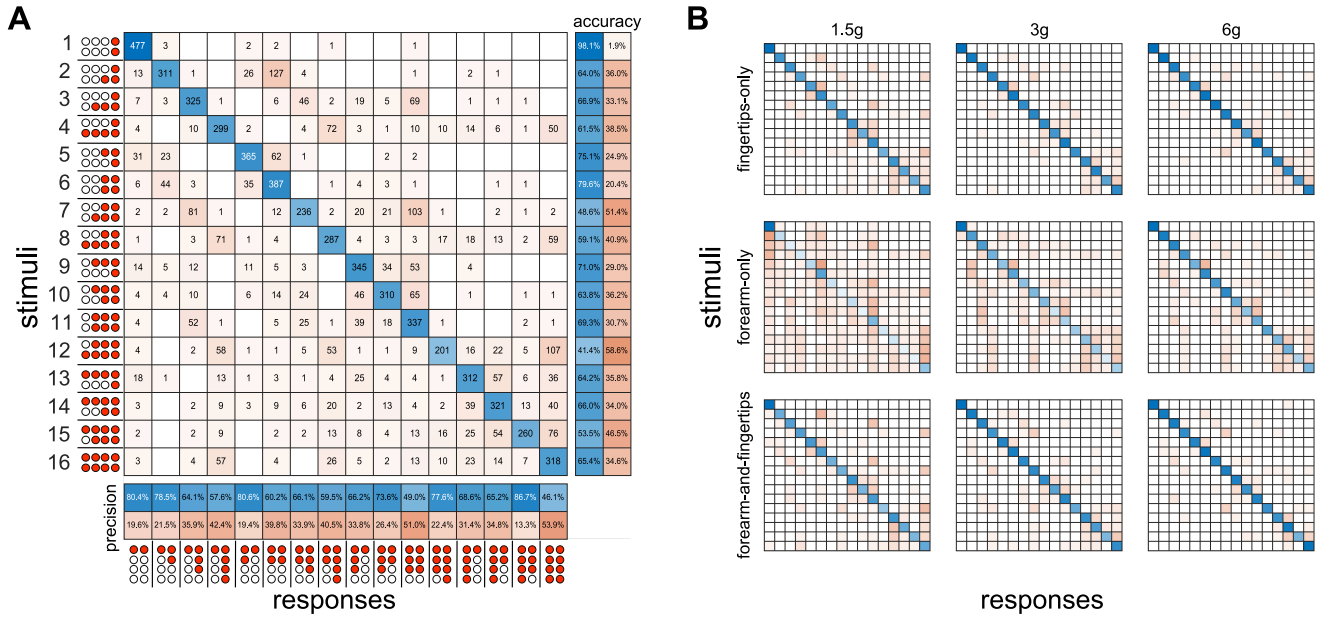 A
accuracy
1 477 3 2 2 1 1 98.1% 1.9%
2 13 311 1 26 127 4 1 2 1 64.0% 36.0%
3 7 3 325 1 6 46 2 19 5 69 1 1 1 66.9% 33.1%
4 4 10 299 2 4 72 3 1 10 10 14 6 1 50 61.5% 38.5%
5 31 23 365 62 1 2 2 75.1% 24.9%
6 6 44 3 35 387 1 4 3 1 1 1 79.6% 20.4%
7 2 2 81 1 12 236 2 20 21 103 1 2 1 2 48.6% 51.4%
8 1 3 71 1 4 287 4 3 3 17 18 13 2 59 59.1% 40.9%
9 14 5 12 11 5 3 345 34 53 4 71.0% 29.0%
10 4 4 10 6 14 24 46 310 65 1 1 1 63.8% 36.2%
11 4 52 1 5 25 1 39 18 337 1 2 1 69.3% 30.7%
12 4 2 58 1 1 5 53 1 1 9 201 16 22 5 107 41.4% 58.6%
13 18 1 13 1 3 1 4 25 4 4 1 312 57 6 36 64.2% 35.8%
14 3 2 9 3 9 6 20 2 13 4 2 39 321 13 40 66.0% 34.0%
15 2 2 9 2 2 13 8 4 13 16 25 54 260 76 53.5% 46.5%
16 3 4 57 4 26 5 2 13 10 23 14 7 318 65.4% 34.6%
stimuli
precision
80.4% 78.5% 64.1% 57.6% 80.6% 60.2% 66.1% 59.5% 66.2% 73.6% 49.0% 77.6% 68.6% 65.2% 86.7% 46.1%
19.6% 21.5% 35.9% 42.4% 19.4% 39.8% 33.9% 40.5% 33.8% 26.4% 51.0% 22.4% 31.4% 34.8% 13.3% 53.9%
responses
B
1.5g 3g 6g
stimuli
fingertips-only
forearm-only
forearm-and-fingertips
responses